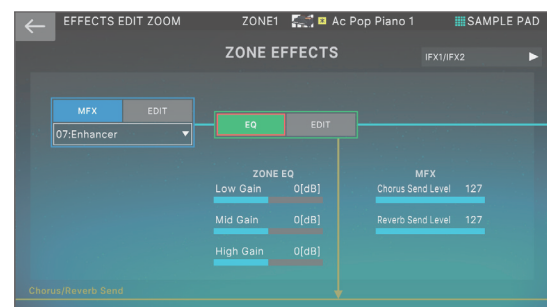 EFFECTS EDIT ZOOM ZONE1 Ac Pop Piano 1 SAMPLE PAD
ZONE EFFECTS
IFX1/IFX2
MFX EDIT
07:Enhancer
EQ EDIT
ZONE EQ
Low Gain 0[dB]
Mid Gain 0[dB]
High Gain 0[dB]
MFX
Chorus Send Level 127
Reverb Send Level 127
Chorus/Reverb Send